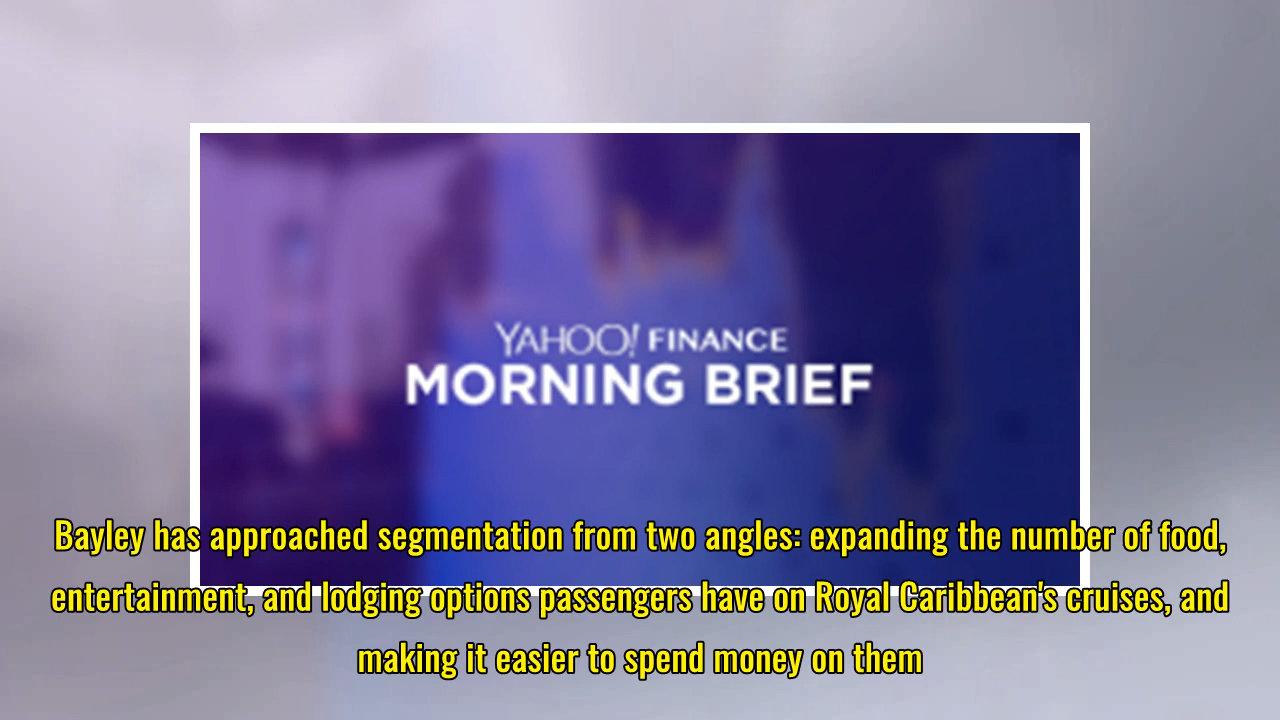 YAHOO! FINANCE
MORNING BRIEF
Bayley has approached segmentation from two angles: expanding the number of food,
entertainment, and lodging options passengers have on Royal Caribbean's cruises, and
making it easier to spend money on them